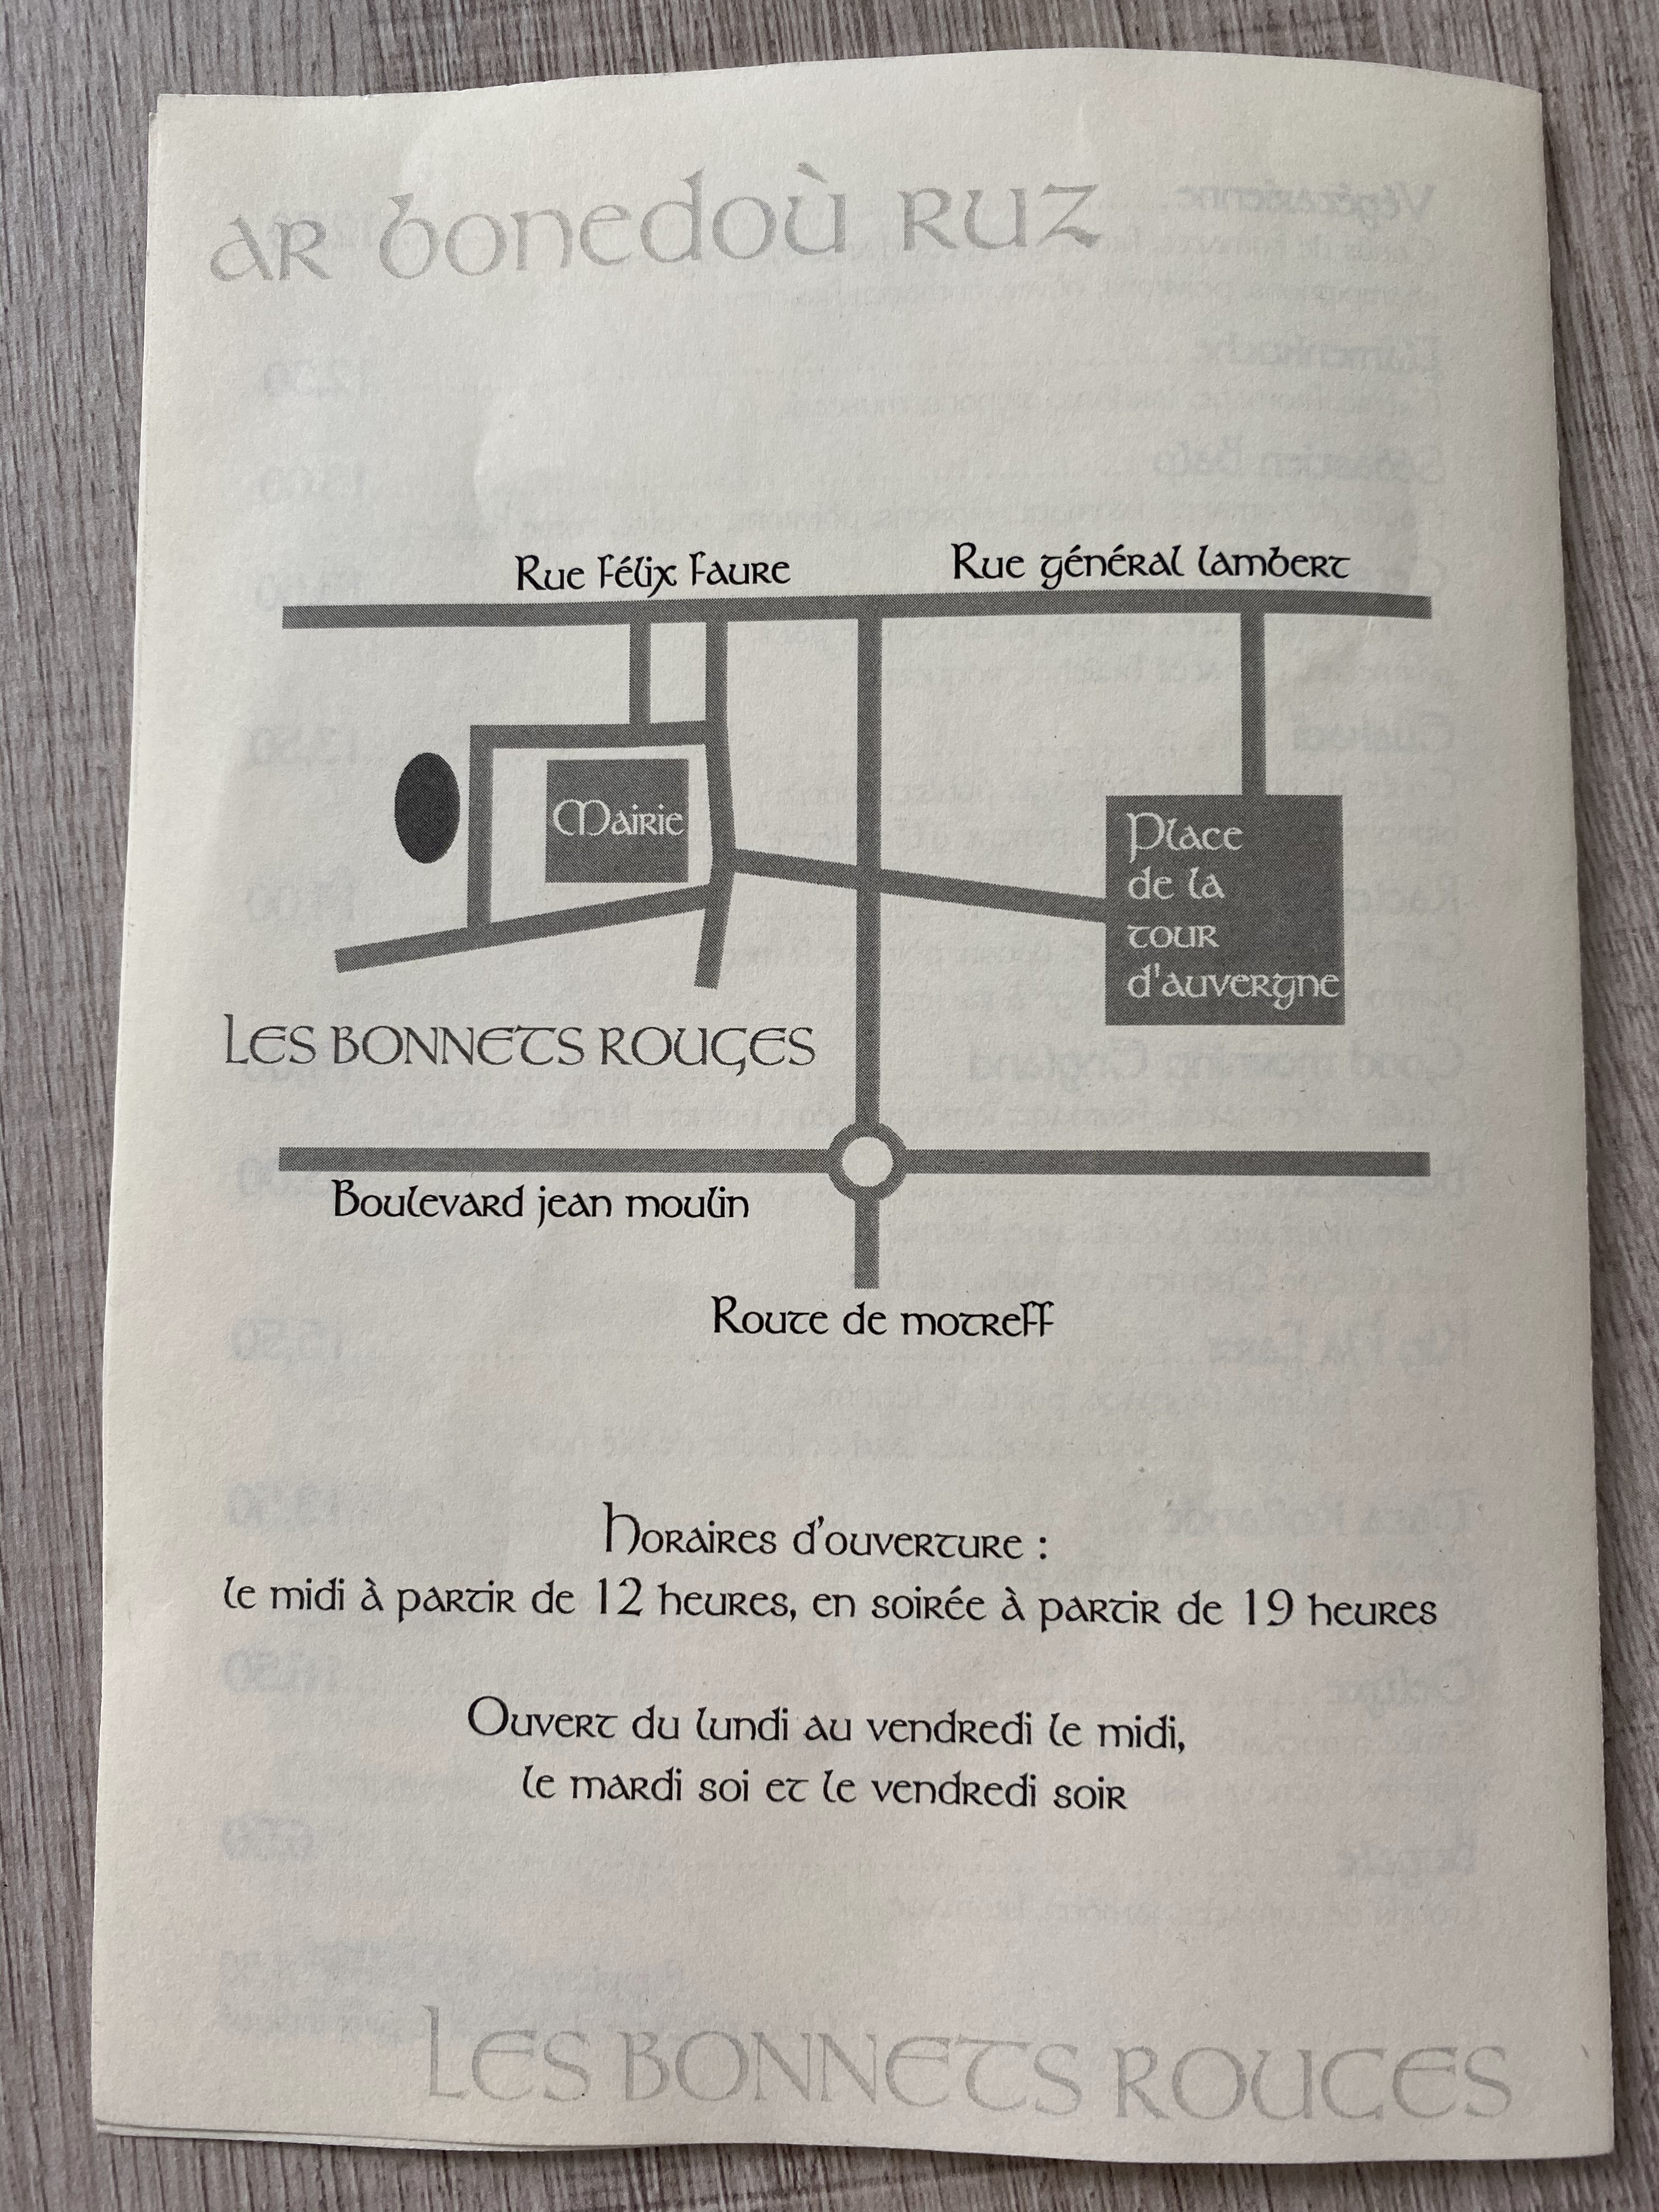 AR bonedoù RUZ
Rue félix faure
Rue général lambert
Mairie
Place
de la
tour
d'auvergne
LES BONNETS ROUGES
Boulevard jean moulin
Route de motreff
Horaires d'ouverture :
le midi à partir de 12 heures, en soirée à partir de 19 heures
Ouvert du lundi au vendredi le midi,
le mardi soi et le vendredi soir
LES BONNETS ROUGES